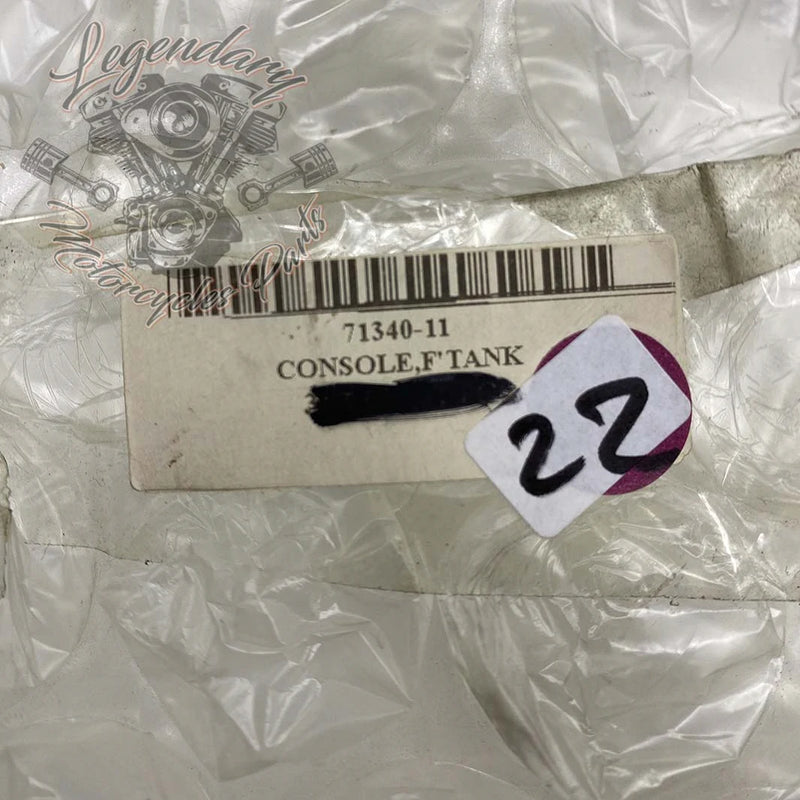 Legendary
Motorcycles Parts
71340-11
CONSOLE,F'TANK
22